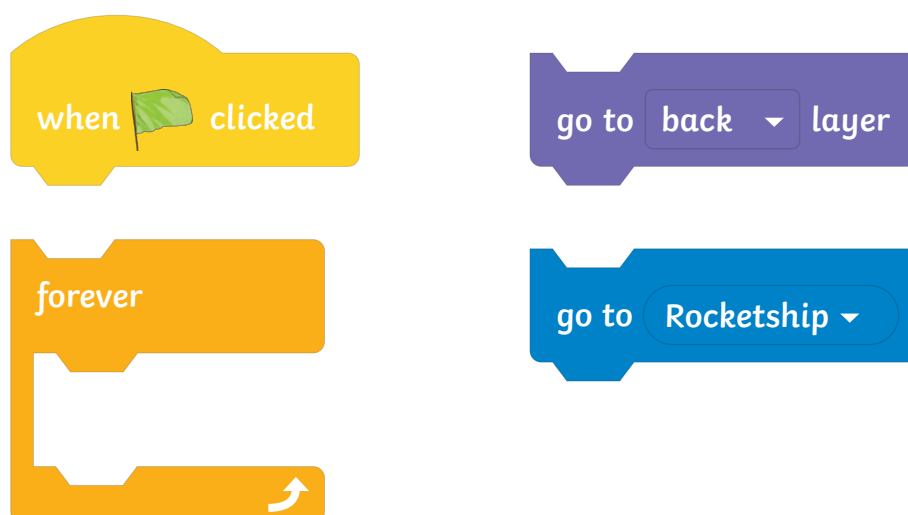 when clicked
go to back layer
forever
go to Rocketship